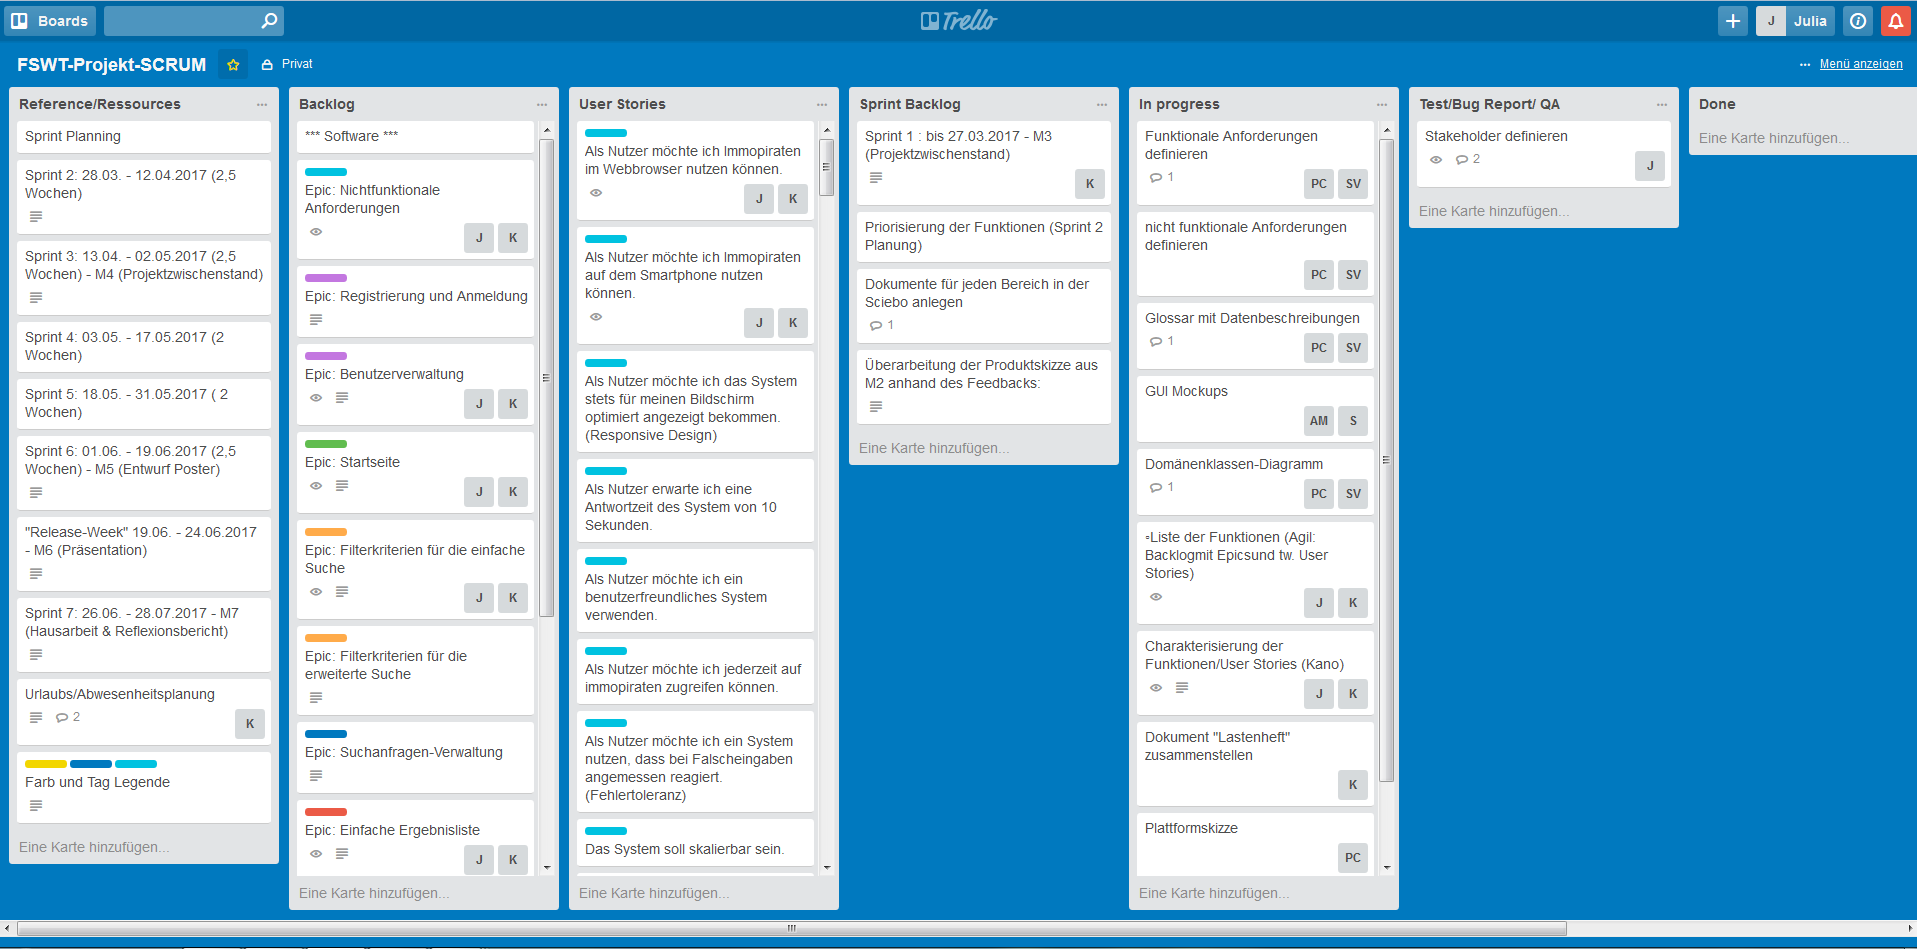 Boards
Trello
J Julia
FSWT-Projekt-SCRUM
Privat
... Menü anzeigen
Reference/Ressources
Sprint Planning
Sprint 2: 28.03. - 12.04.2017 (2,5
Wochen)
Sprint 3: 13.04. - 02.05.2017 (2,5
Wochen) - M4 (Projektzwischenstand)
Sprint 4: 03.05. - 17.05.2017 (2
Wochen)
Sprint 5: 18.05. - 31.05.2017 ( 2
Wochen)
Sprint 6: 01.06. - 19.06.2017 (2,5
Wochen) - M5 (Entwurf Poster)
"Release-Week" 19.06. - 24.06.2017
- M6 (Präsentation)
Sprint 7: 26.06. - 28.07.2017 - M7
(Hausarbeit & Reflexionsbericht)
Urlaubs/Abwesenheitsplanung
2
K
Farb und Tag Legende
Eine Karte hinzufügen...
Backlog
*** Software ***
Epic: Nichtfunktionale
Anforderungen
J K
Epic: Registrierung und Anmeldung
Epic: Benutzerverwaltung
J K
Epic: Startseite
J K
Epic: Filterkriterien für die einfache
Suche
J K
Epic: Filterkriterien für die
erweiterte Suche
Epic: Suchanfragen-Verwaltung
Epic: Einfache Ergebnisliste
J K
Eine Karte hinzufügen...
User Stories
Als Nutzer möchte ich Immopiraten
im Webbrowser nutzen können.
J K
Als Nutzer möchte ich Immopiraten
auf dem Smartphone nutzen
können.
J K
Als Nutzer möchte ich das System
stets für meinen Bildschirm
optimiert angezeigt bekommen.
(Responsive Design)
Als Nutzer erwarte ich eine
Antwortzeit des System von 10
Sekunden.
Als Nutzer möchte ich ein
benutzerfreundliches System
verwenden.
Als Nutzer möchte ich jederzeit auf
immopiraten zugreifen können.
Als Nutzer möchte ich ein System
nutzen, dass bei Falscheingaben
angemessen reagiert.
(Fehlertoleranz)
Das System soll skalierbar sein.
Eine Karte hinzufügen...
Sprint Backlog
Sprint 1 : bis 27.03.2017 - M3
(Projektzwischenstand)
K
Priorisierung der Funktionen (Sprint 2
Planung)
Dokumente für jeden Bereich in der
Sciebo anlegen
1
Überarbeitung der Produktskizze aus
M2 anhand des Feedbacks:
Eine Karte hinzufügen...
In progress
Funktionale Anforderungen
definieren
1
PC SV
nicht funktionale Anforderungen
definieren
PC SV
Glossar mit Datenbeschreibungen
1
PC SV
GUI Mockups
AM S
Domänenklassen-Diagramm
1
PC SV
▫Liste der Funktionen (Agil:
Backlogmit Epicsund tw. User
Stories)
J K
Charakterisierung der
Funktionen/User Stories (Kano)
J K
Dokument "Lastenheft"
zusammenstellen
K
Plattformskizze
PC
Eine Karte hinzufügen...
Test/Bug Report/ QA
Stakeholder definieren
2
J
Eine Karte hinzufügen...
Done
Eine Karte hinzufügen...